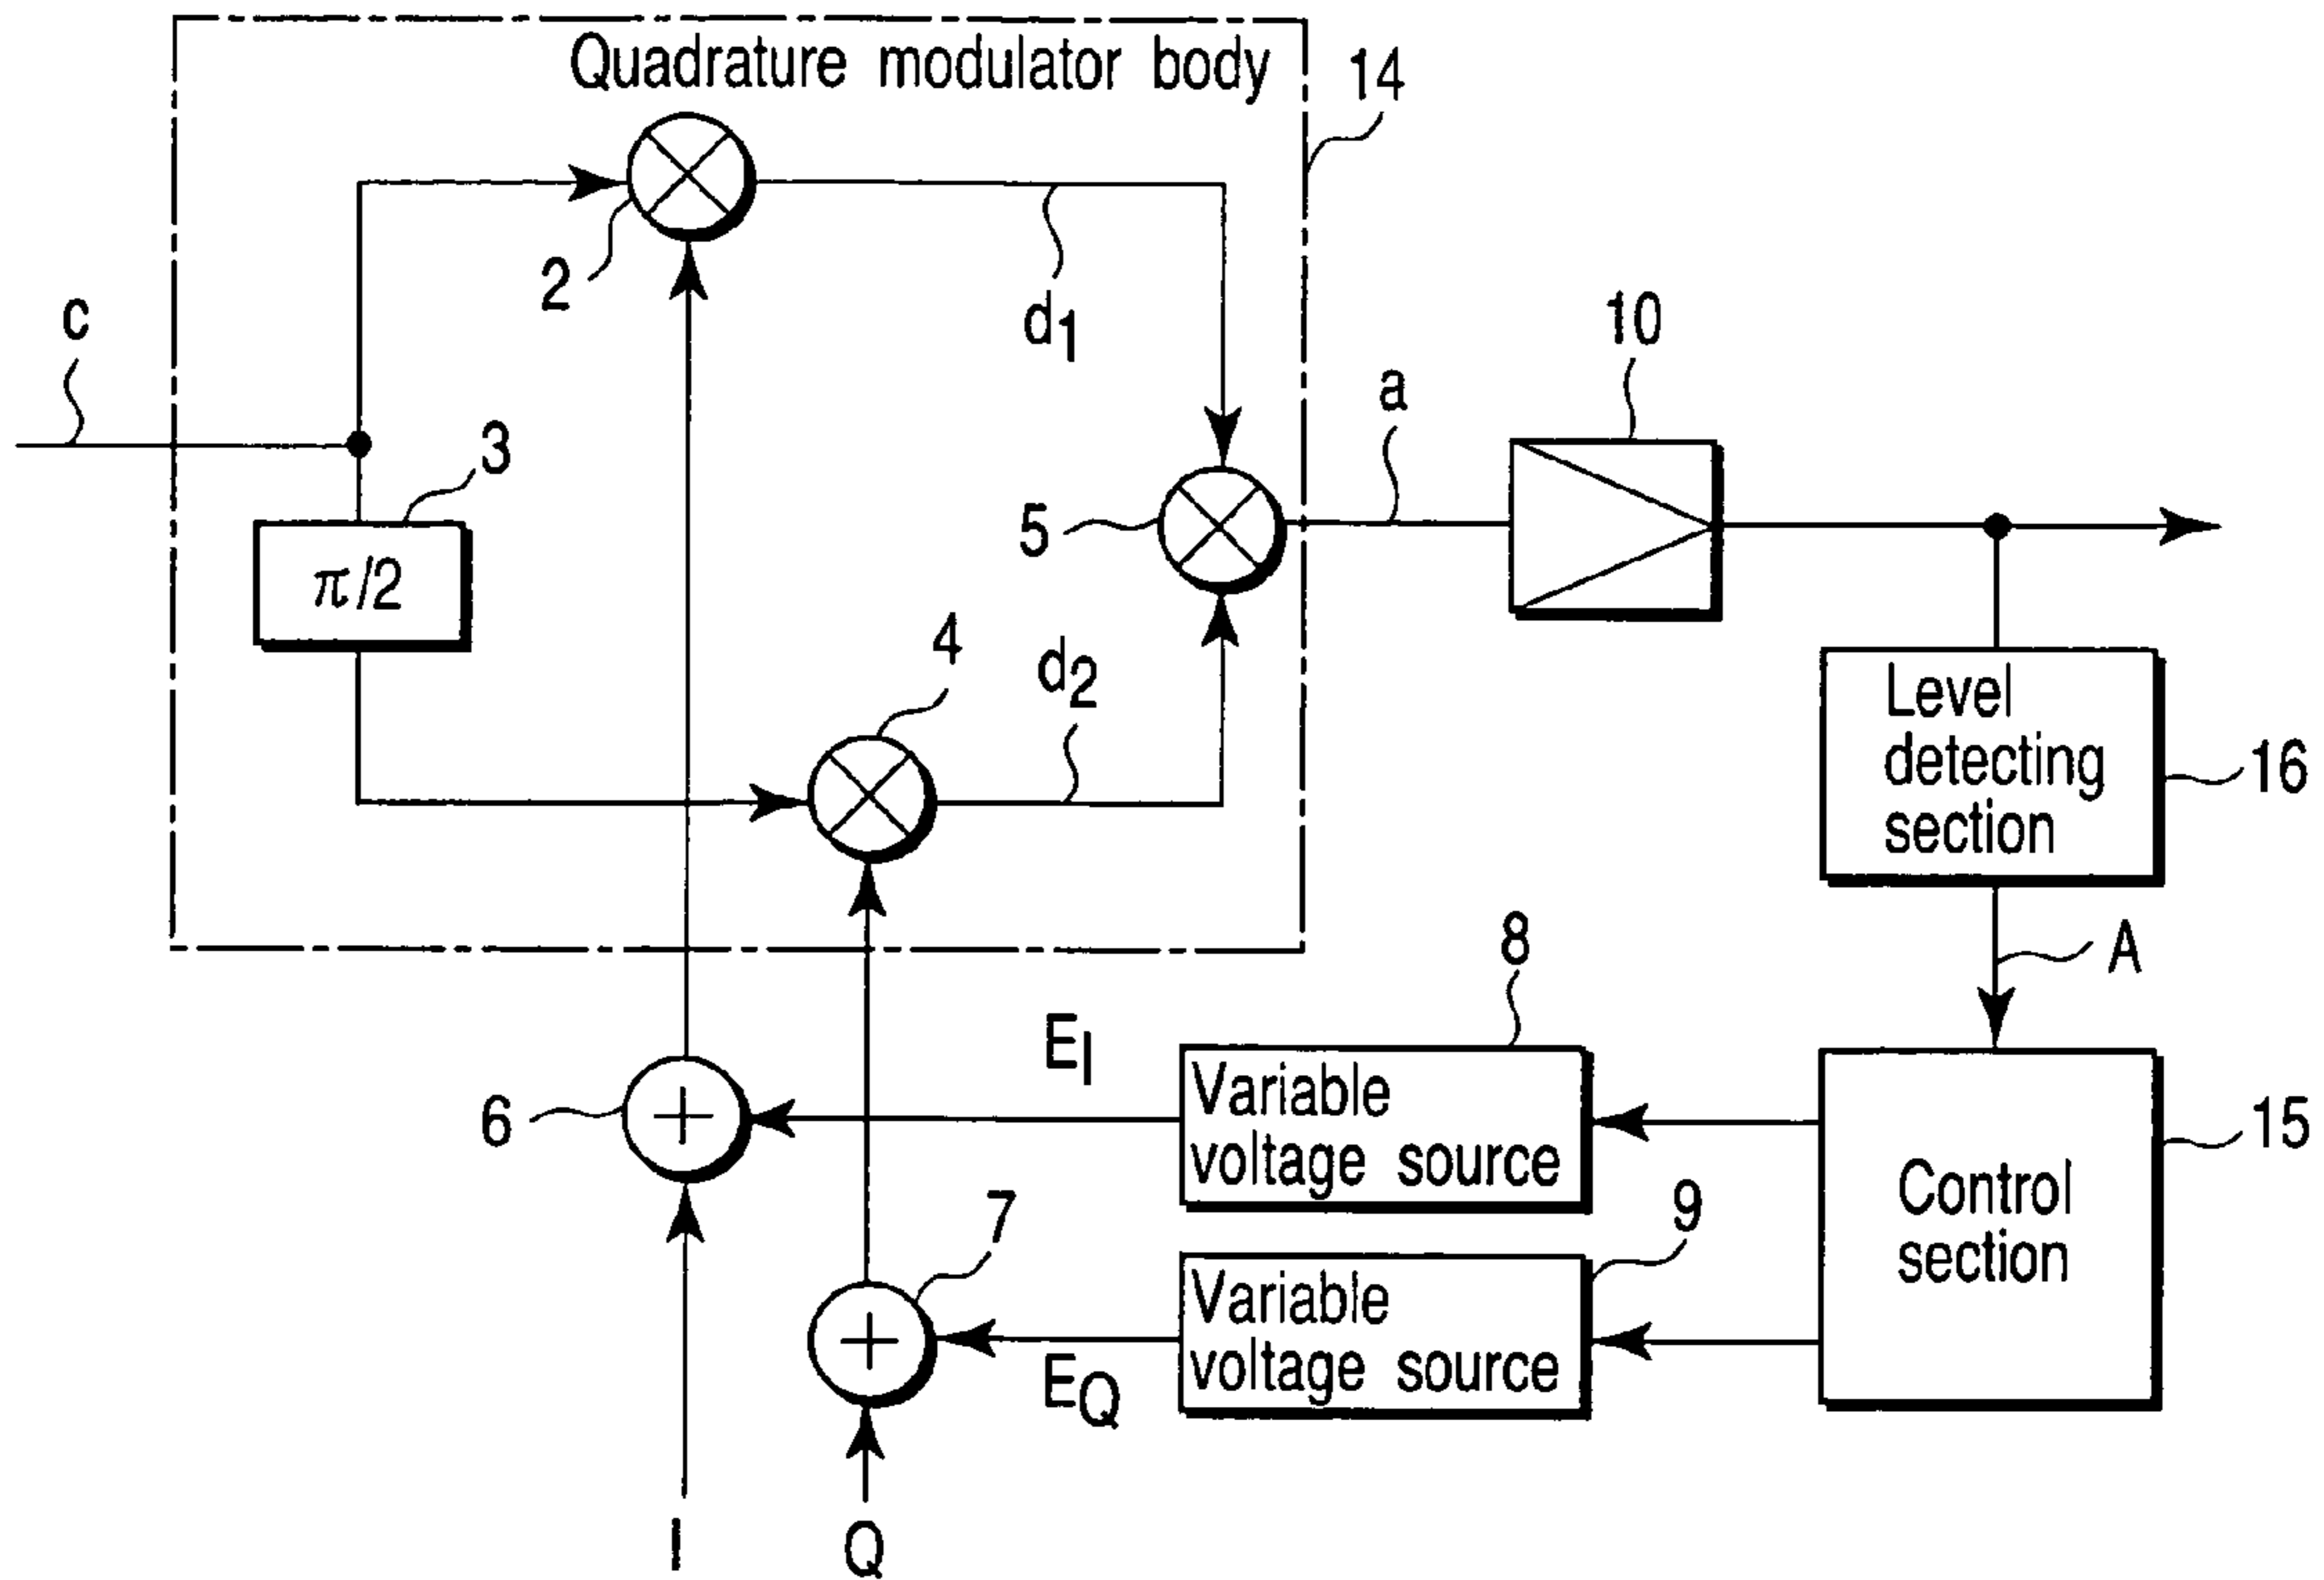 Quadrature modulator body
14
2
d1
c
10
a
3
5
π/2
4
d2
Level
detecting
section
16
A
8
EI
Variable
voltage source
6
15
Control
section
7
9
Variable
voltage source
EQ
I
Q